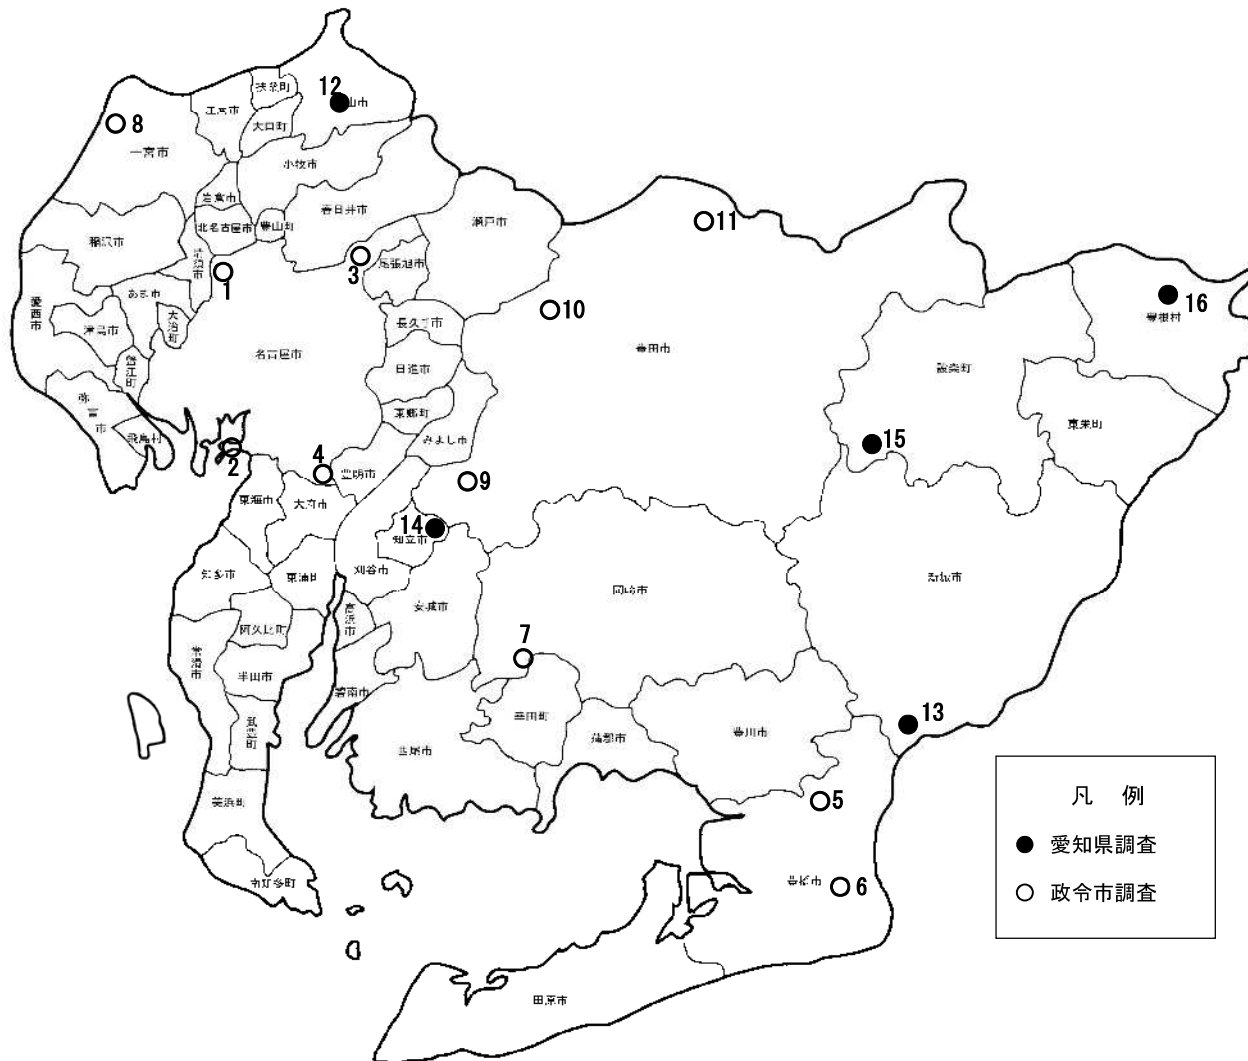 12
扶桑町
江南市
山市
8
大口町
一宮市
小牧市
岩倉市
春日井市
11
北名古屋市
豊山町
瀬戸市
稲沢市
清須市
3
尾張旭市
1
あま市
10
16
愛西市
大治町
津島市
長久手市
豊根村
蟹江町
名古屋市
豊田市
日進市
設楽町
弥富市
東郷町
東栄町
飛島村
みよし市
15
2
4
豊明市
9
東海市
大府市
14
知立市
知多市
東浦町
刈谷市
新城市
岡崎市
高浜市
安城市
阿久比町
7
常滑市
半田市
碧南市
13
武豊町
幸田町
豊川市
西尾市
蒲郡市
凡 例
美浜町
5
愛知県調査
南知多町
豊橋市
6
政令市調査
田原市